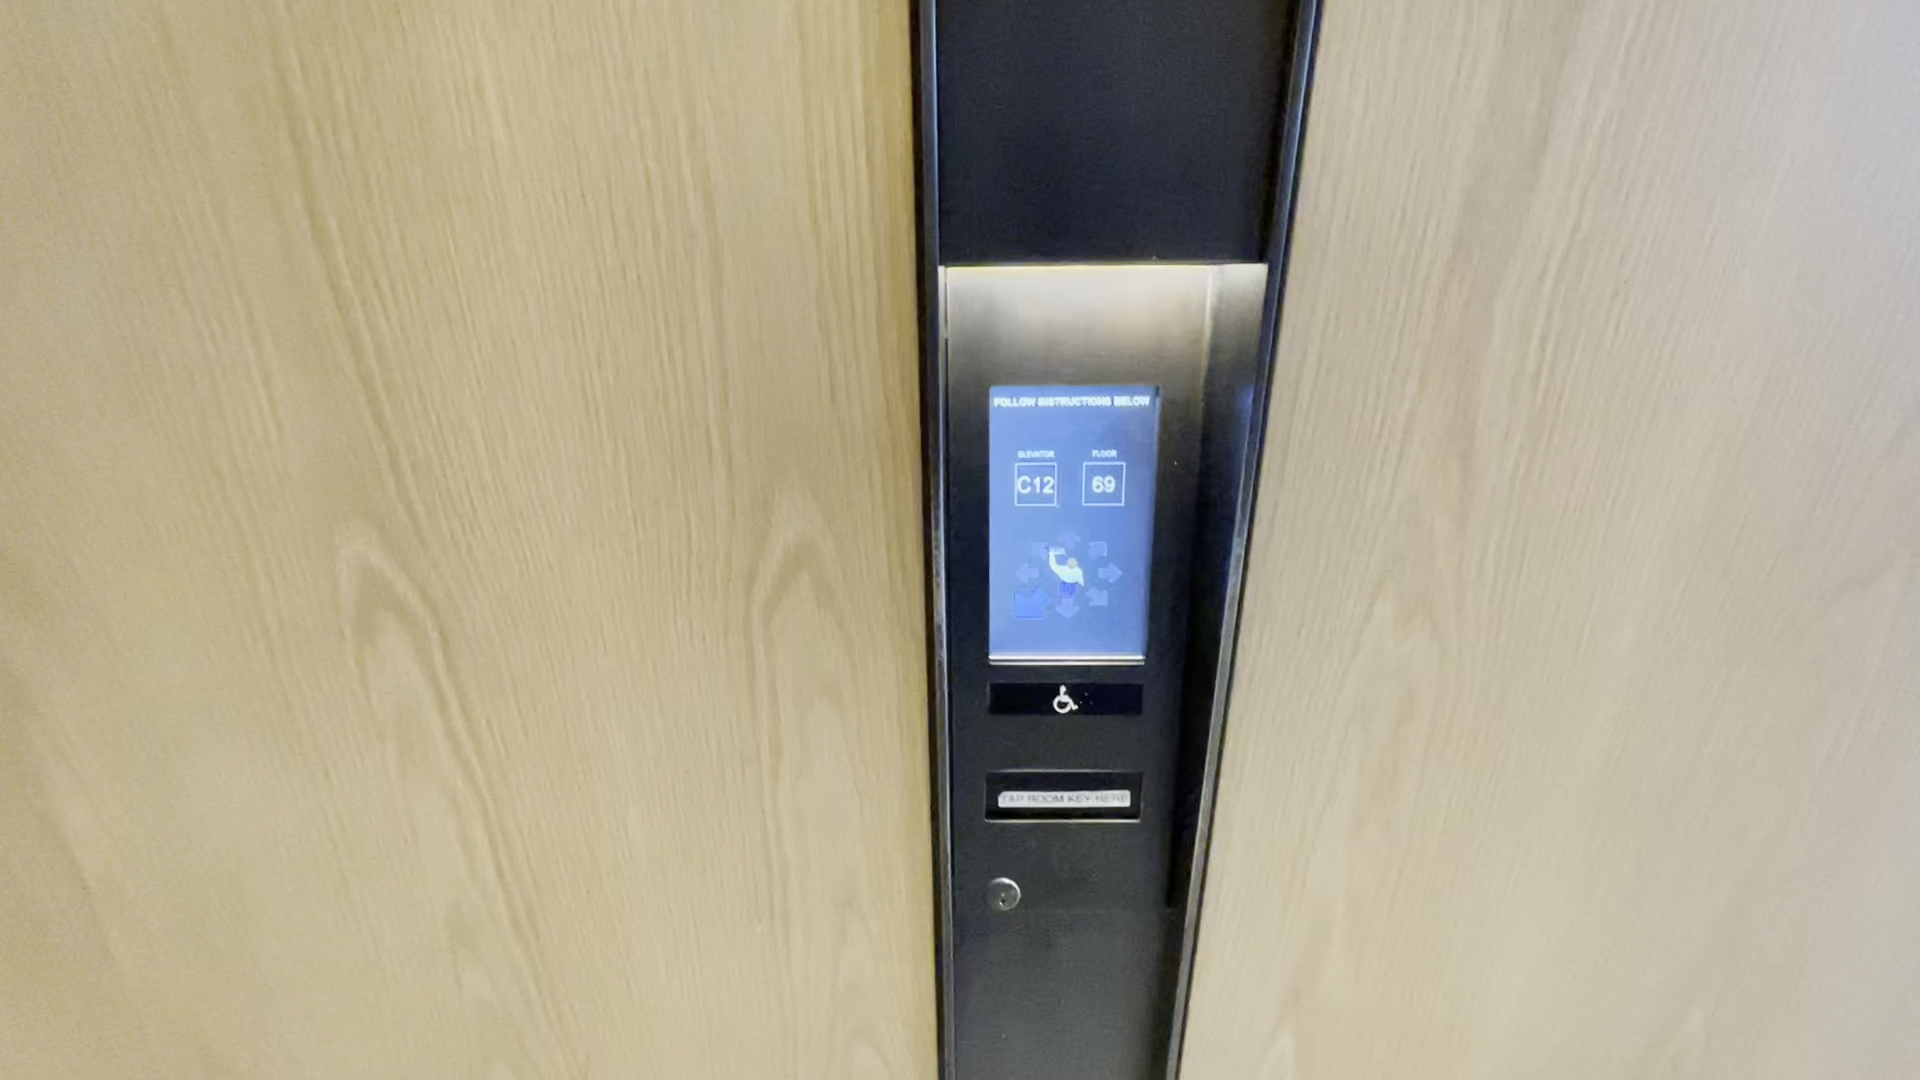 FOLLOW INSTRUCTIONS BELOW
ELEVATOR FLOOR
C12 69
TAP ROOM KEY HERE